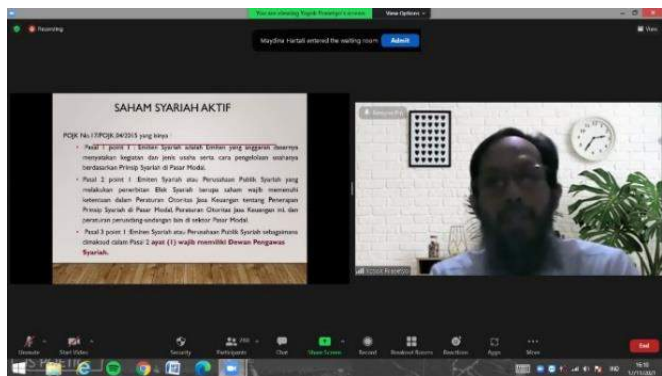 You are viewing Yoyok Prasetyo's screen
View Options
Recording
Maydina Hartati entered the waiting room
Admit
View
SAHAM SYARIAH AKTIF
POJK No.17/POJK.04/2015 yang isinya :
• Pasal 1 point 3 : Emiten Syariah adalah Emiten yang anggaran dasarnya
menyatakan kegiatan dan jenis usaha serta cara pengelolaan usahanya
berdasarkan Prinsip Syariah di Pasar Modal.
• Pasal 2 point 1 :Emiten Syariah atau Perusahaan Publik Syariah yang
melakukan penerbitan Efek Syariah berupa saham wajib memenuhi
ketentuan dalam Peraturan Otoritas Jasa Keuangan tentang Penerapan
Prinsip Syariah di Pasar Modal, Peraturan Otoritas Jasa Keuangan ini, dan
peraturan perundang-undangan lain di sektor Pasar Modal.
• Pasal 3 point 1 :Emiten Syariah atau Perusahaan Publik Syariah sebagaimana
dimaksud dalam Pasal 2 ayat (1) wajib memiliki Dewan Pengawas
Syariah.
Yoyok Prasetyo
Unmute
Start Video
Security
Participants
Chat
Share Screen
Record
Breakout Rooms
Reactions
Apps
More
End